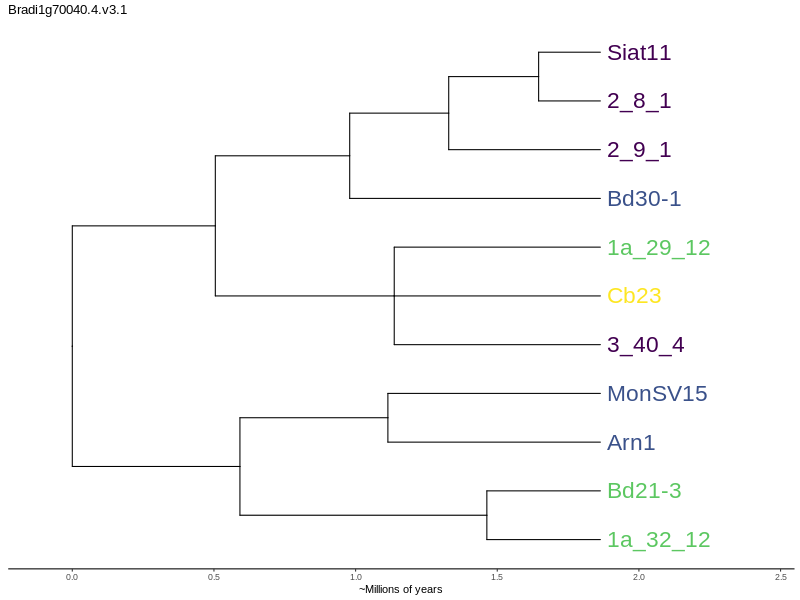 Bradi1g70040.4.v3.1
Siat11
2_8_1
2_9_1
Bd30-1
1a_29_12
Cb23
3_40_4
MonSV15
Arn1
Bd21-3
1a_32_12
0.0 0.5 1.0 1.5 2.0 2.5
~Millions of years